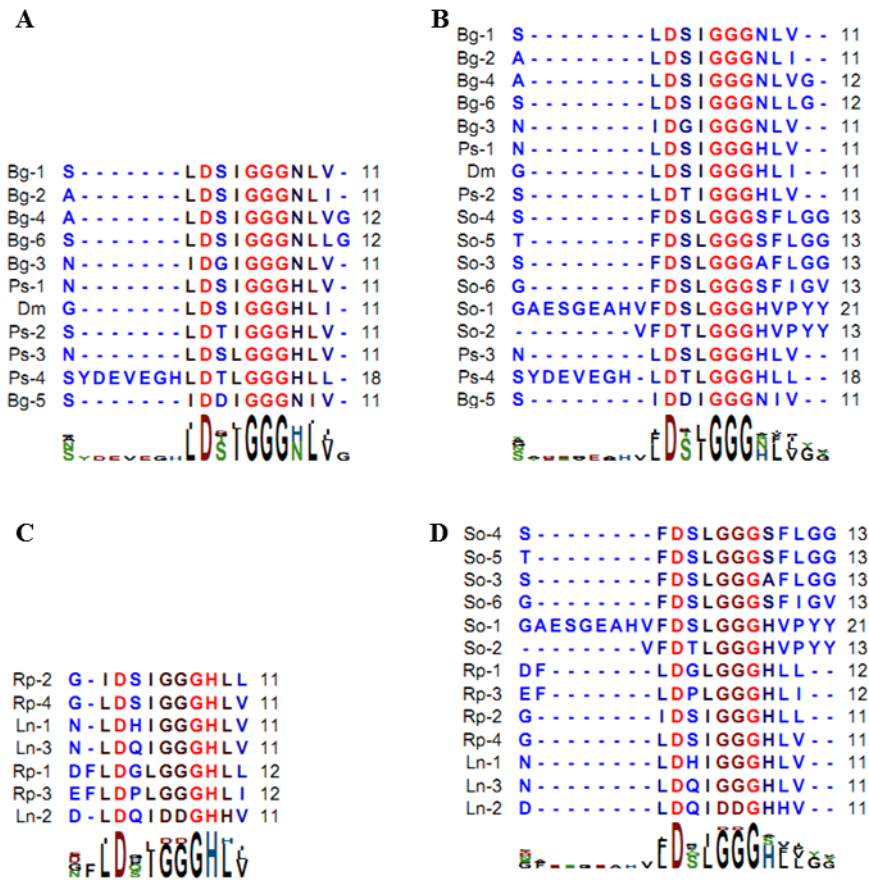 A
Bg-1 S-------LDSIGGGNLV- 11
Bg-2 A-------LDSIGGGNLI- 11
Bg-4 A-------LDSIGGGNLVG 12
Bg-6 S-------LDSIGGGNLLG 12
Bg-3 N-------IDGIGGGNLV- 11
Ps-1 N-------LDSIGGGHLV- 11
Dm G-------LDSIGGGHLI- 11
Ps-2 S-------LDTIGGGHLV- 11
Ps-3 N-------LDSLGGGHLV- 11
Ps-4 SYDEVEGHLDTLGGGHLL- 18
Bg-5 S-------IDDIGGGNIV- 11
B
Bg-1 S--------LDSIGGGNLV-- 11
Bg-2 A--------LDSIGGGNLI-- 11
Bg-4 A--------LDSIGGGNLVG- 12
Bg-6 S--------LDSIGGGNLLG- 12
Bg-3 N--------IDGIGGGNLV-- 11
Ps-1 N--------LDSIGGGHLV-- 11
Dm G--------LDSIGGGHLI-- 11
Ps-2 S--------LDTIGGGHLV-- 11
So-4 S--------FDSLGGGSFLGG 13
So-5 T--------FDSLGGGSFLGG 13
So-3 S--------FDSLGGGAFLGG 13
So-6 G--------FDSLGGGSFIGV 13
So-1 GAESGEAHVFDSLGGGHVPYY 21
So-2 --------VFDTLGGGHVPYY 13
Ps-3 N--------LDSLGGGHLV-- 11
Ps-4 SYDEVEGH-LDTLGGGHLL-- 18
Bg-5 S--------IDDIGGGNIV-- 11
C
Rp-2 G-IDSIGGGHLL 11
Rp-4 G-LDSIGGGHLV 11
Ln-1 N-LDHIGGGHLV 11
Ln-3 N-LDQIGGGHLV 11
Rp-1 DFLDGLGGGHLL 12
Rp-3 EFLDPLGGGHLI 12
Ln-2 D-LDQIDDGHHV 11
D
So-4 S--------FDSLGGGSFLGG 13
So-5 T--------FDSLGGGSFLGG 13
So-3 S--------FDSLGGGAFLGG 13
So-6 G--------FDSLGGGSFIGV 13
So-1 GAESGEAHVFDSLGGGHVPYY 21
So-2 --------VFDTLGGGHVPYY 13
Rp-1 DF-------LDGLGGGHLL-- 12
Rp-3 EF-------LDPLGGGHLI-- 12
Rp-2 G--------IDSIGGGHLL-- 11
Rp-4 G--------LDSIGGGHLV-- 11
Ln-1 N--------LDHIGGGHLV-- 11
Ln-3 N--------LDQIGGGHLV-- 11
Ln-2 D--------LDQIDDGHHV-- 11